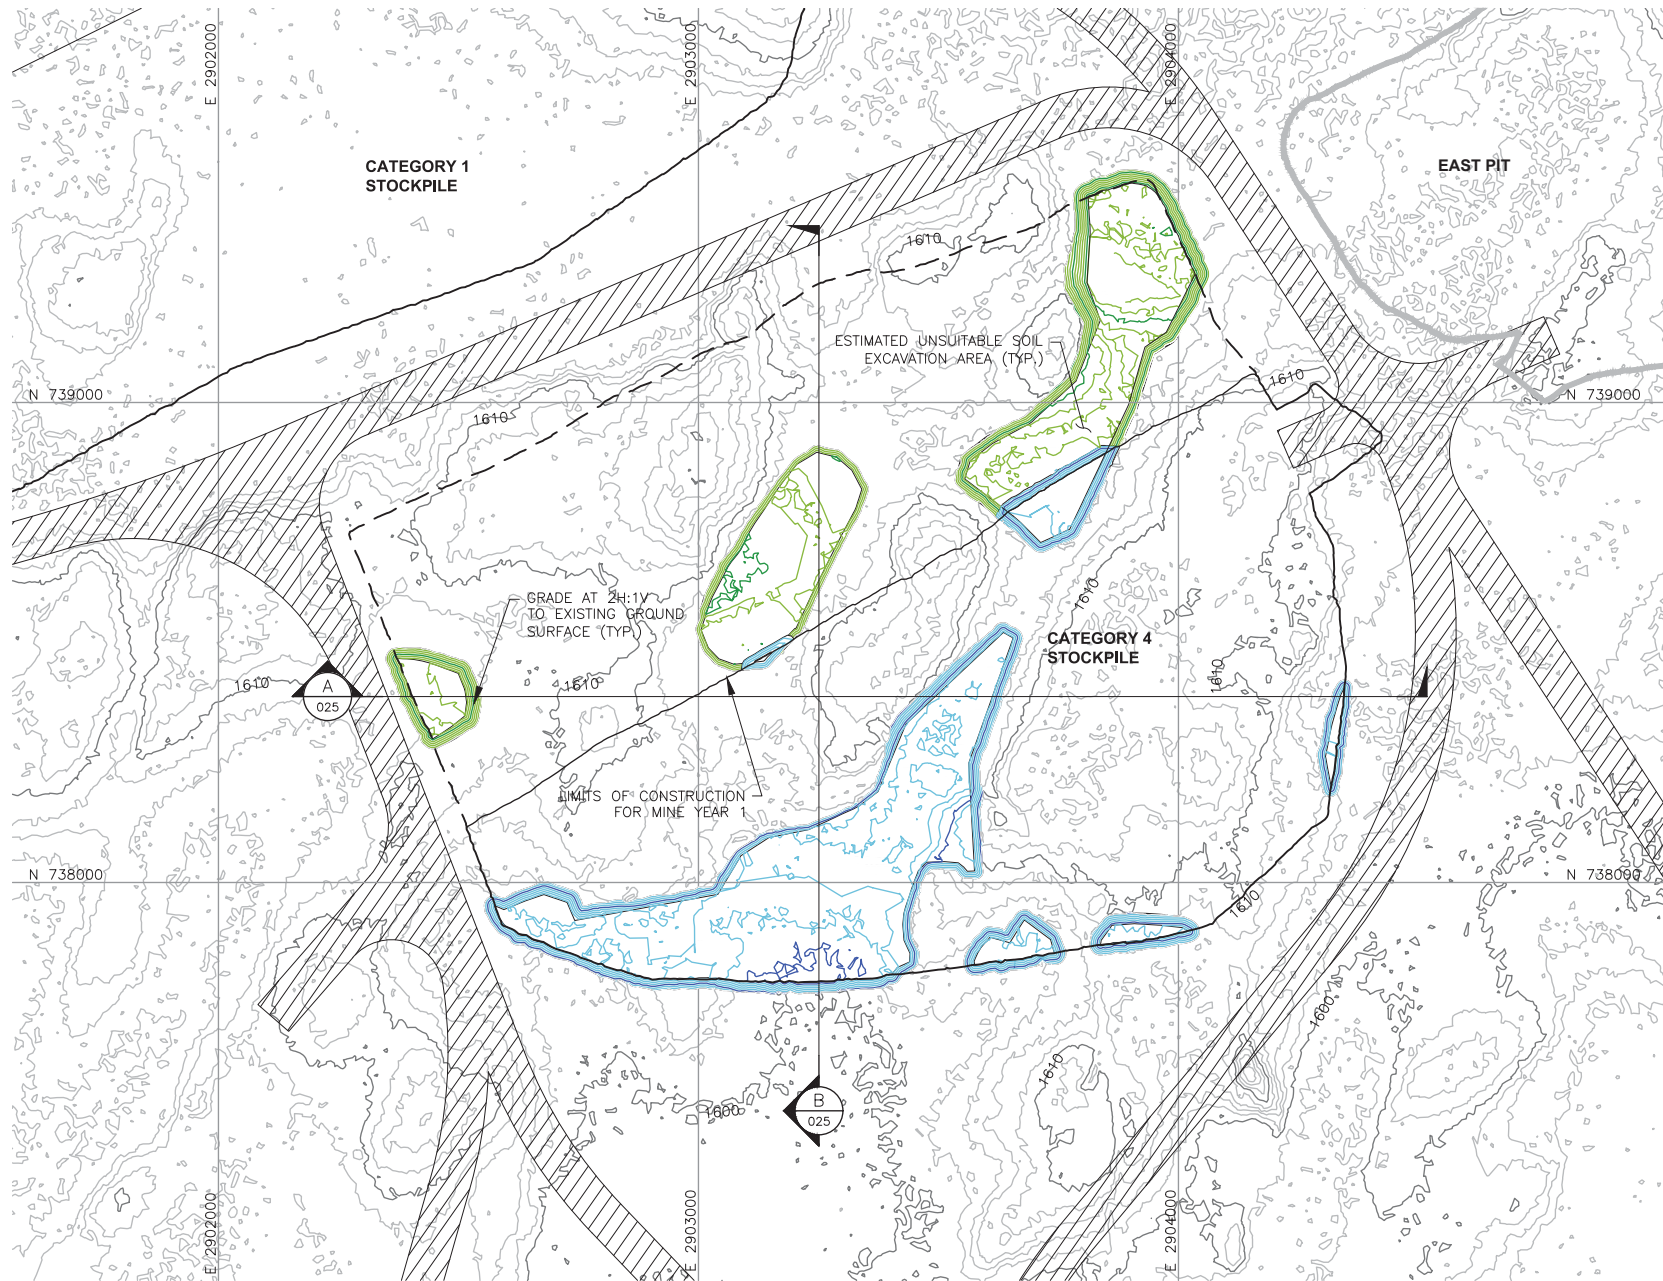 E 2902000
E 2903000
E 2904000
CATEGORY 1
STOCKPILE
EAST PIT
1610
ESTIMATED UNSUITABLE SOIL
EXCAVATION AREA (TYP.)
1610
N 739000
N 739000
1610
GRADE AT 2H:1V
TO EXISTING GROUND
SURFACE (TYP.)
1610
CATEGORY 4
STOCKPILE
1610
1610
1610
A
025
LIMITS OF CONSTRUCTION
FOR MINE YEAR 1
N 738000
N 738000
1610
1600
1610
1600
B
025
E 2902000
E 2903000
E 2904000